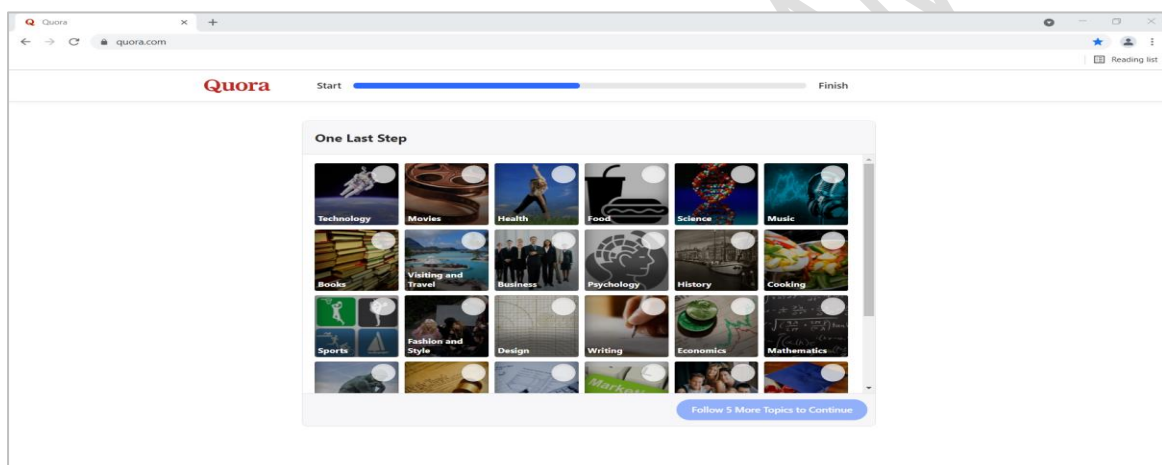 Quora
quora.com
Reading list
Quora
Start
Finish
One Last Step
Technology
Movies
Health
Food
Science
Music
Books
Visiting and
Travel
Business
Psychology
History
Cooking
Sports
Fashion and
Style
Design
Writing
Economics
Mathematics
Marketing
Follow 5 More Topics to Continue